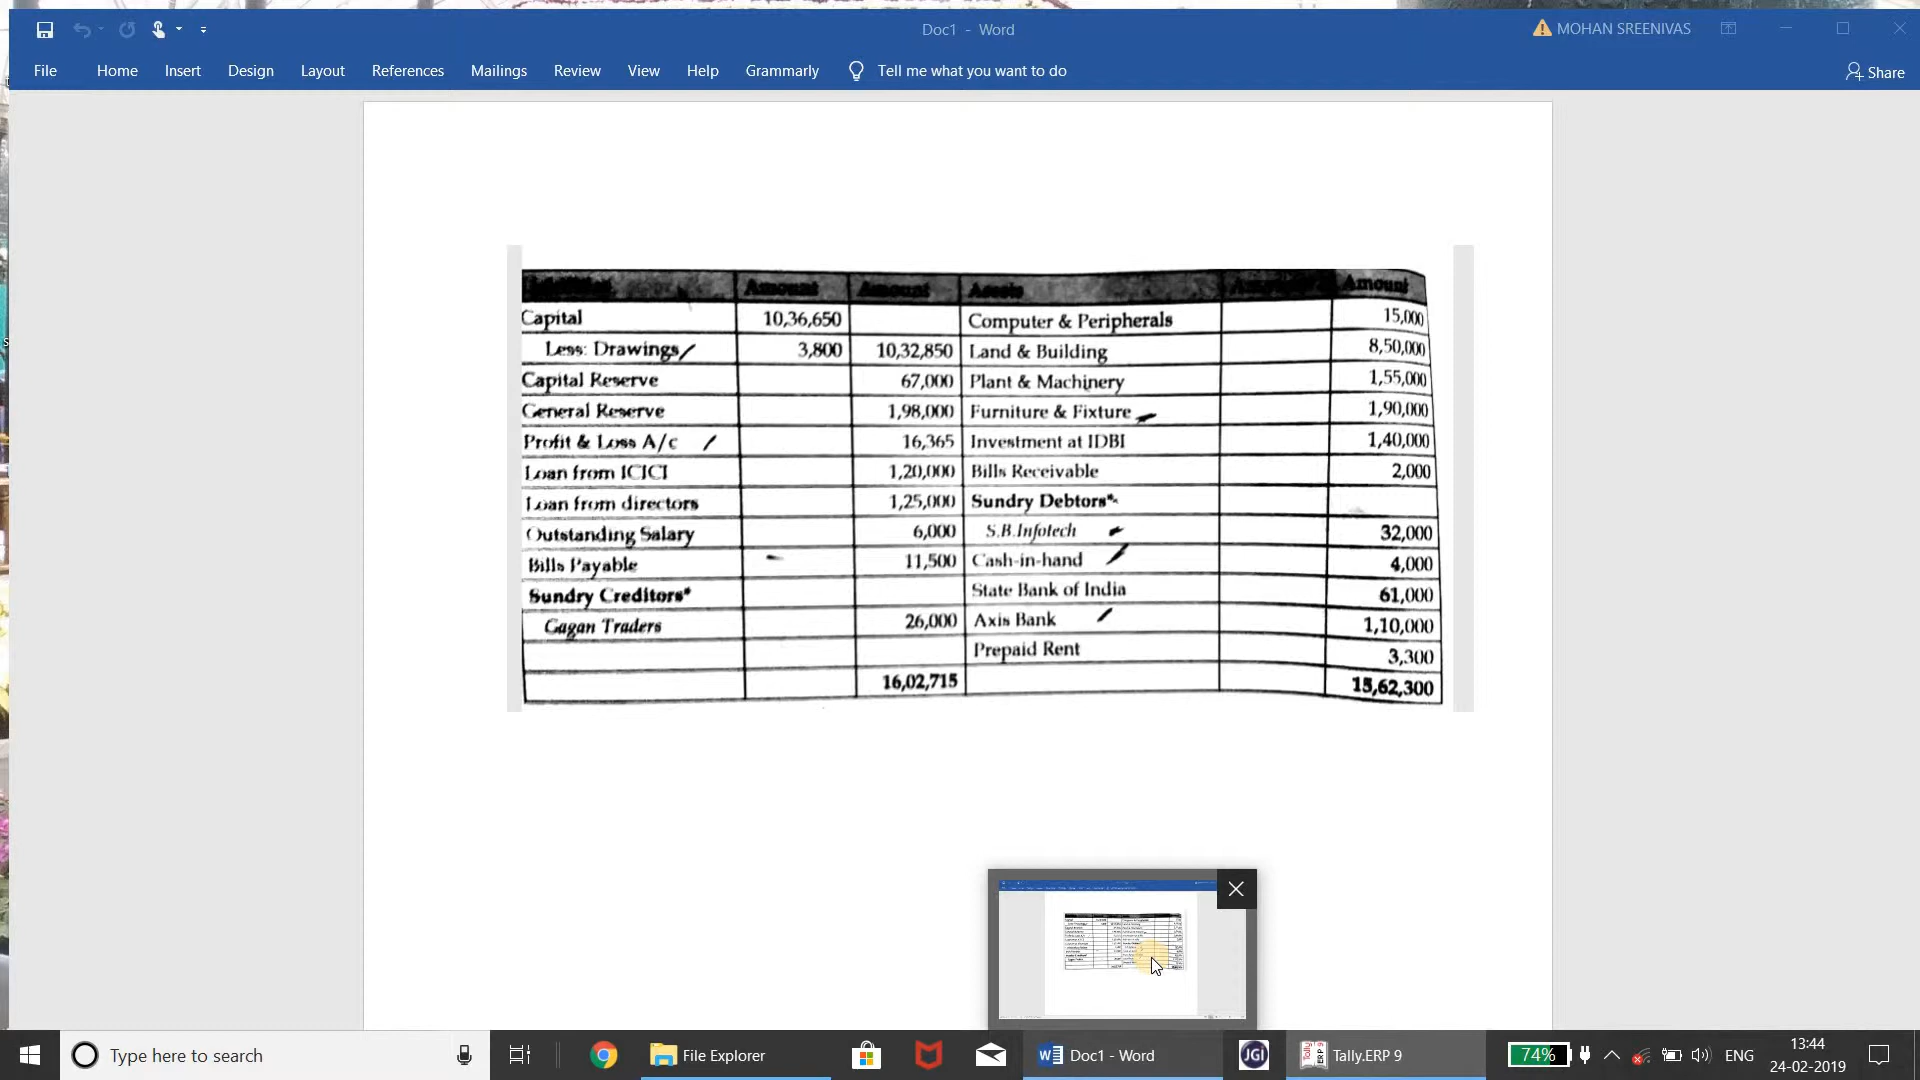 Doc1 - Word
MOHAN SREENIVAS
File Home Insert Design Layout References Mailings Review View Help Grammarly Tell me what you want to do Share
Amount Amount Assets Amount
Capital 10,36,650 Computer & Peripherals 15,000
Less: Drawings 3,800 10,32,850 Land & Building 8,50,000
Capital Reserve 67,000 Plant & Machinery 1,55,000
General Reserve 1,98,000 Furniture & Fixture 1,90,000
Profit & Loss A/c 16,365 Investment at IDBI 1,40,000
Loan from ICICI 1,20,000 Bills Receivable 2,000
Loan from directors 1,25,000 Sundry Debtors*
Outstanding Salary 6,000 S.B.Infotech 32,000
Bills Payable 11,500 Cash-in-hand 4,000
Sundry Creditors* State Bank of India 61,000
Gagan Traders 26,000 Axis Bank 1,10,000
Prepaid Rent 3,300
16,02,715 15,62,300
Type here to search File Explorer Doc1 - Word JGI Tally ERP 9 Tally.ERP 9 74% ENG 13:44
24-02-2019